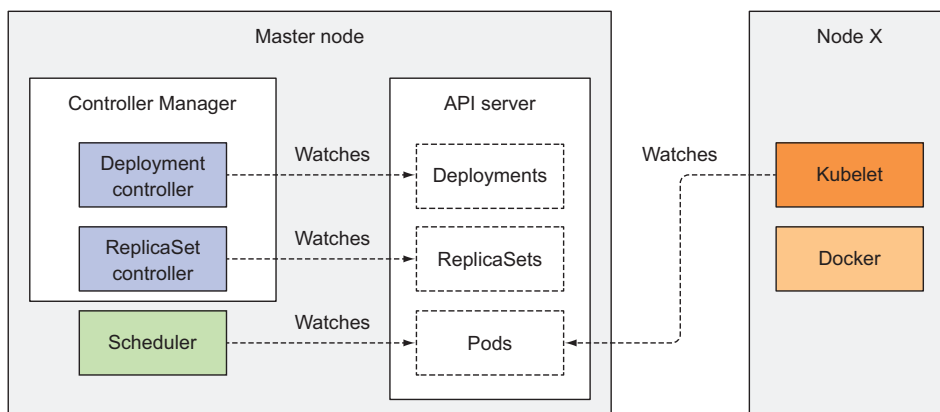 Master node
Node X
Controller Manager
API server
Deployment
controller
Watches
Deployments
Watches
Kubelet
ReplicaSet
controller
Watches
ReplicaSets
Docker
Scheduler
Watches
Pods